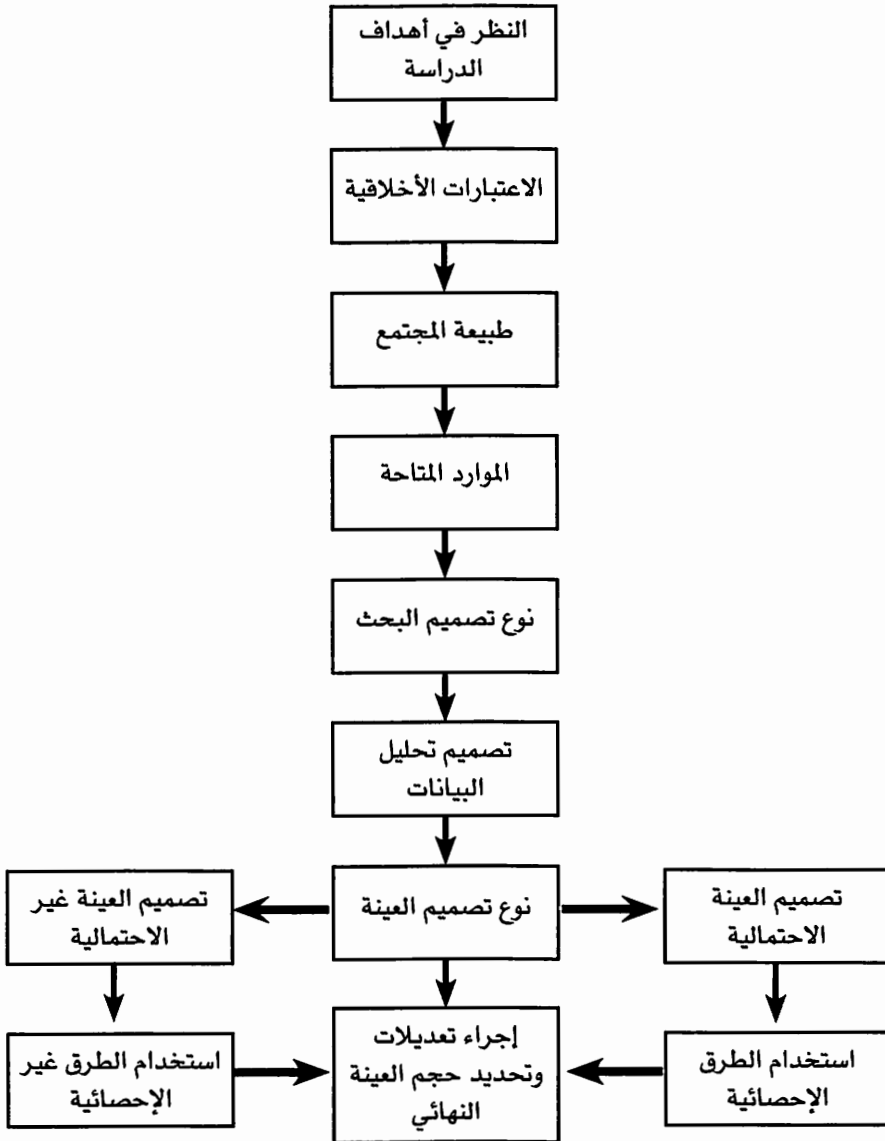 النظر في أهداف
الدراسة
الاعتبارات الأخلاقية
طبيعة المجتمع
الموارد المتاحة
نوع تصميم البحث
تصميم تحليل
البيانات
تصميم العينة
الاحتمالية
نوع تصميم العينة
تصميم العينة غير
الاحتمالية
استخدام الطرق
الإحصائية
إجراء تعديلات
وتحديد حجم العينة
النهائي
استخدام الطرق غير
الإحصائية